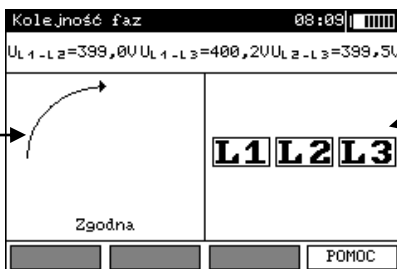 Kolejność faz 08:09
UL1-L2=399,0V UL1-L3=400,2V UL2-L3=399,5V
L1 L2 L3
Zgodna
POMOC